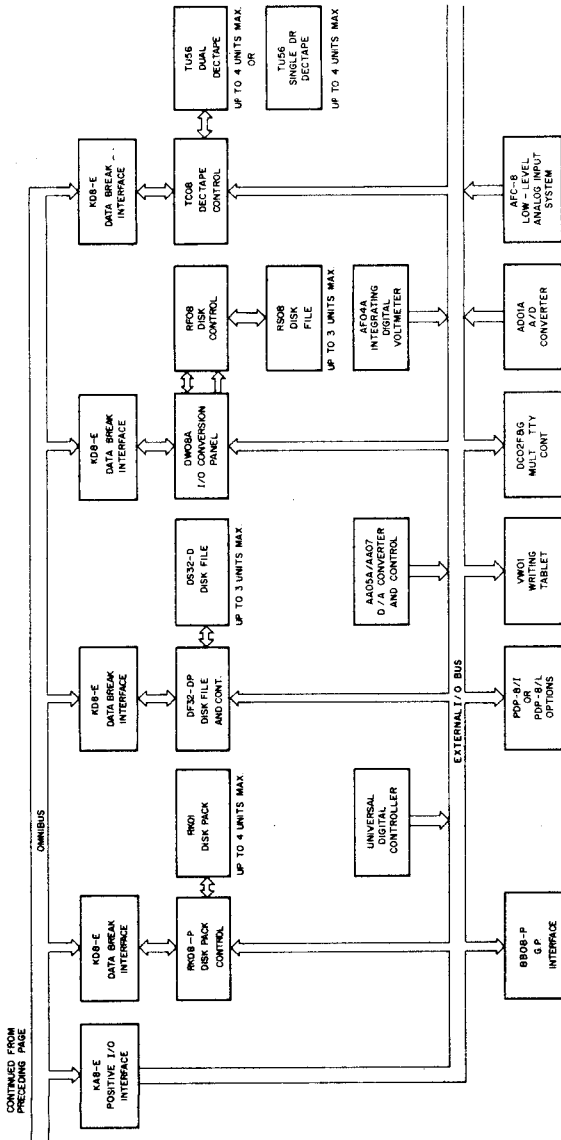 CONTINUED FROM
PRECEDING PAGE
OMNIBUS
KA8-E
POSITIVE I/O
INTERFACE
KD8-E
DATA BREAK
INTERFACE
KD8-E
DATA BREAK
INTERFACE
KD8-E
DATA BREAK
INTERFACE
KD8-E
DATA BREAK
INTERFACE
RK08-P
DISK PACK
CONTROL
RK01
DISK PACK
UP TO 4 UNITS MAX.
DF32-DP
DISK FILE
AND CONT.
DS32-D
DISK FILE
UP TO 3 UNITS MAX
DW08A
I/O CONVERSION
PANEL
RF08
DISK
CONTROL
RS08
DISK
FILE
UP TO 3 UNITS MAX
TC08
DECTAPE
CONTROL
TU56
DUAL
DECTAPE
UP TO 4 UNITS MAX.
OR
TU56
SINGLE DR
DECTAPE
UP TO 4 UNITS MAX
UNIVERSAL
DIGITAL
CONTROLLER
AA05A/AA07
D/A CONVERTER
AND CONTROL
AF04A
INTEGRATING
DIGITAL
VOLTMETER
EXTERNAL I/O BUS
BB08-P
G.P.
INTERFACE
PDP-8/I
OR
PDP-8/L
OPTIONS
VW01
WRITING
TABLET
DC02F&G
MULT TTY
CONT
AD01A
A/D
CONVERTER
AFC-8
LOW-LEVEL
ANALOG INPUT
SYSTEM